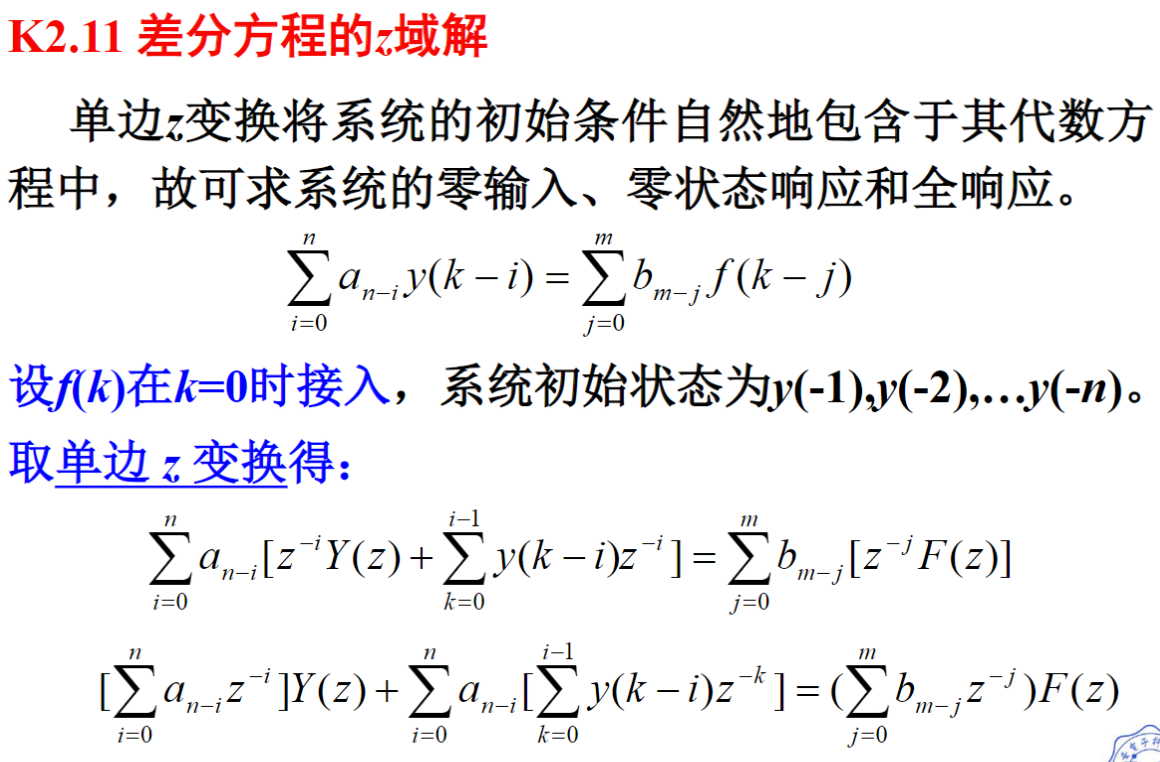 K2.11 差分方程的z域解
单边z变换将系统的初始条件自然地包含于其代数方
程中，故可求系统的零输入、零状态响应和全响应。
\sum_{i=0}^{n} a_{n-i} y(k-i) = \sum_{j=0}^{m} b_{m-j} f(k-j)
设f(k)在k=0时接入，系统初始状态为y(-1),y(-2),…y(-n)。
取单边 z 变换得：
\sum_{i=0}^{n} a_{n-i} [z^{-i} Y(z) + \sum_{k=0}^{i-1} y(k-i) z^{-i}] = \sum_{j=0}^{m} b_{m-j} [z^{-j} F(z)]
[\sum_{i=0}^{n} a_{n-i} z^{-i}] Y(z) + \sum_{i=0}^{n} a_{n-i} [\sum_{k=0}^{i-1} y(k-i) z^{-k}] = (\sum_{j=0}^{m} b_{m-j} z^{-j}) F(z)